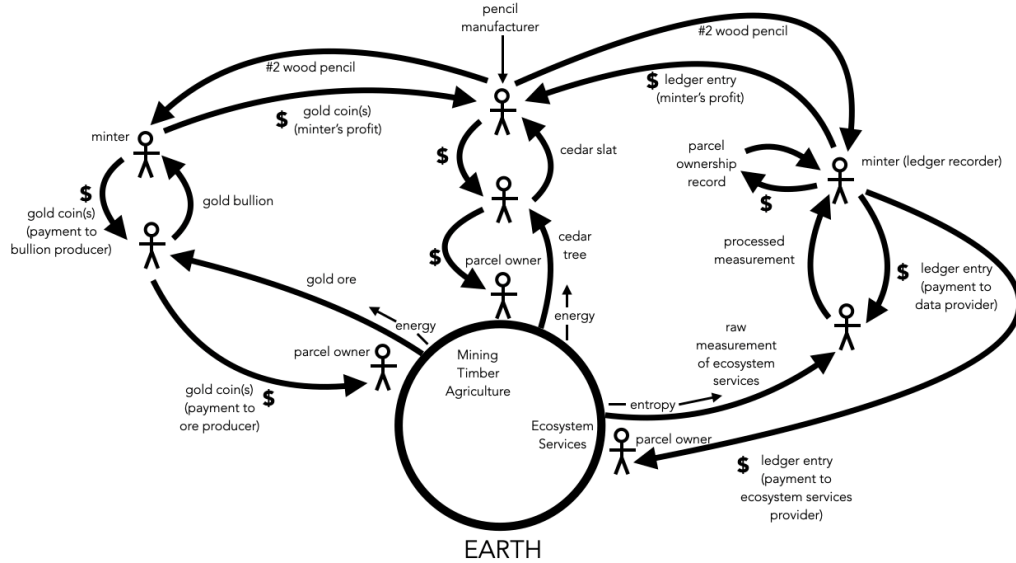 pencil
manufacturer
#2 wood pencil
#2 wood pencil
$ ledger entry
(minter's profit)
$ gold coin(s)
(minter's profit)
minter
$
cedar slat
parcel
ownership
record
minter (ledger recorder)
$
$
gold coin(s)
(payment to
bullion producer)
gold bullion
cedar
tree
$
parcel owner
processed
measurement
$ ledger entry
(payment to
data provider)
gold ore
energy
energy
raw
measurement
of ecosystem
services
parcel owner
Mining
Timber
Agriculture
gold coin(s) $
(payment to
ore producer)
entropy
Ecosystem
Services
parcel owner
$ ledger entry
(payment to
ecosystem services
provider)
EARTH